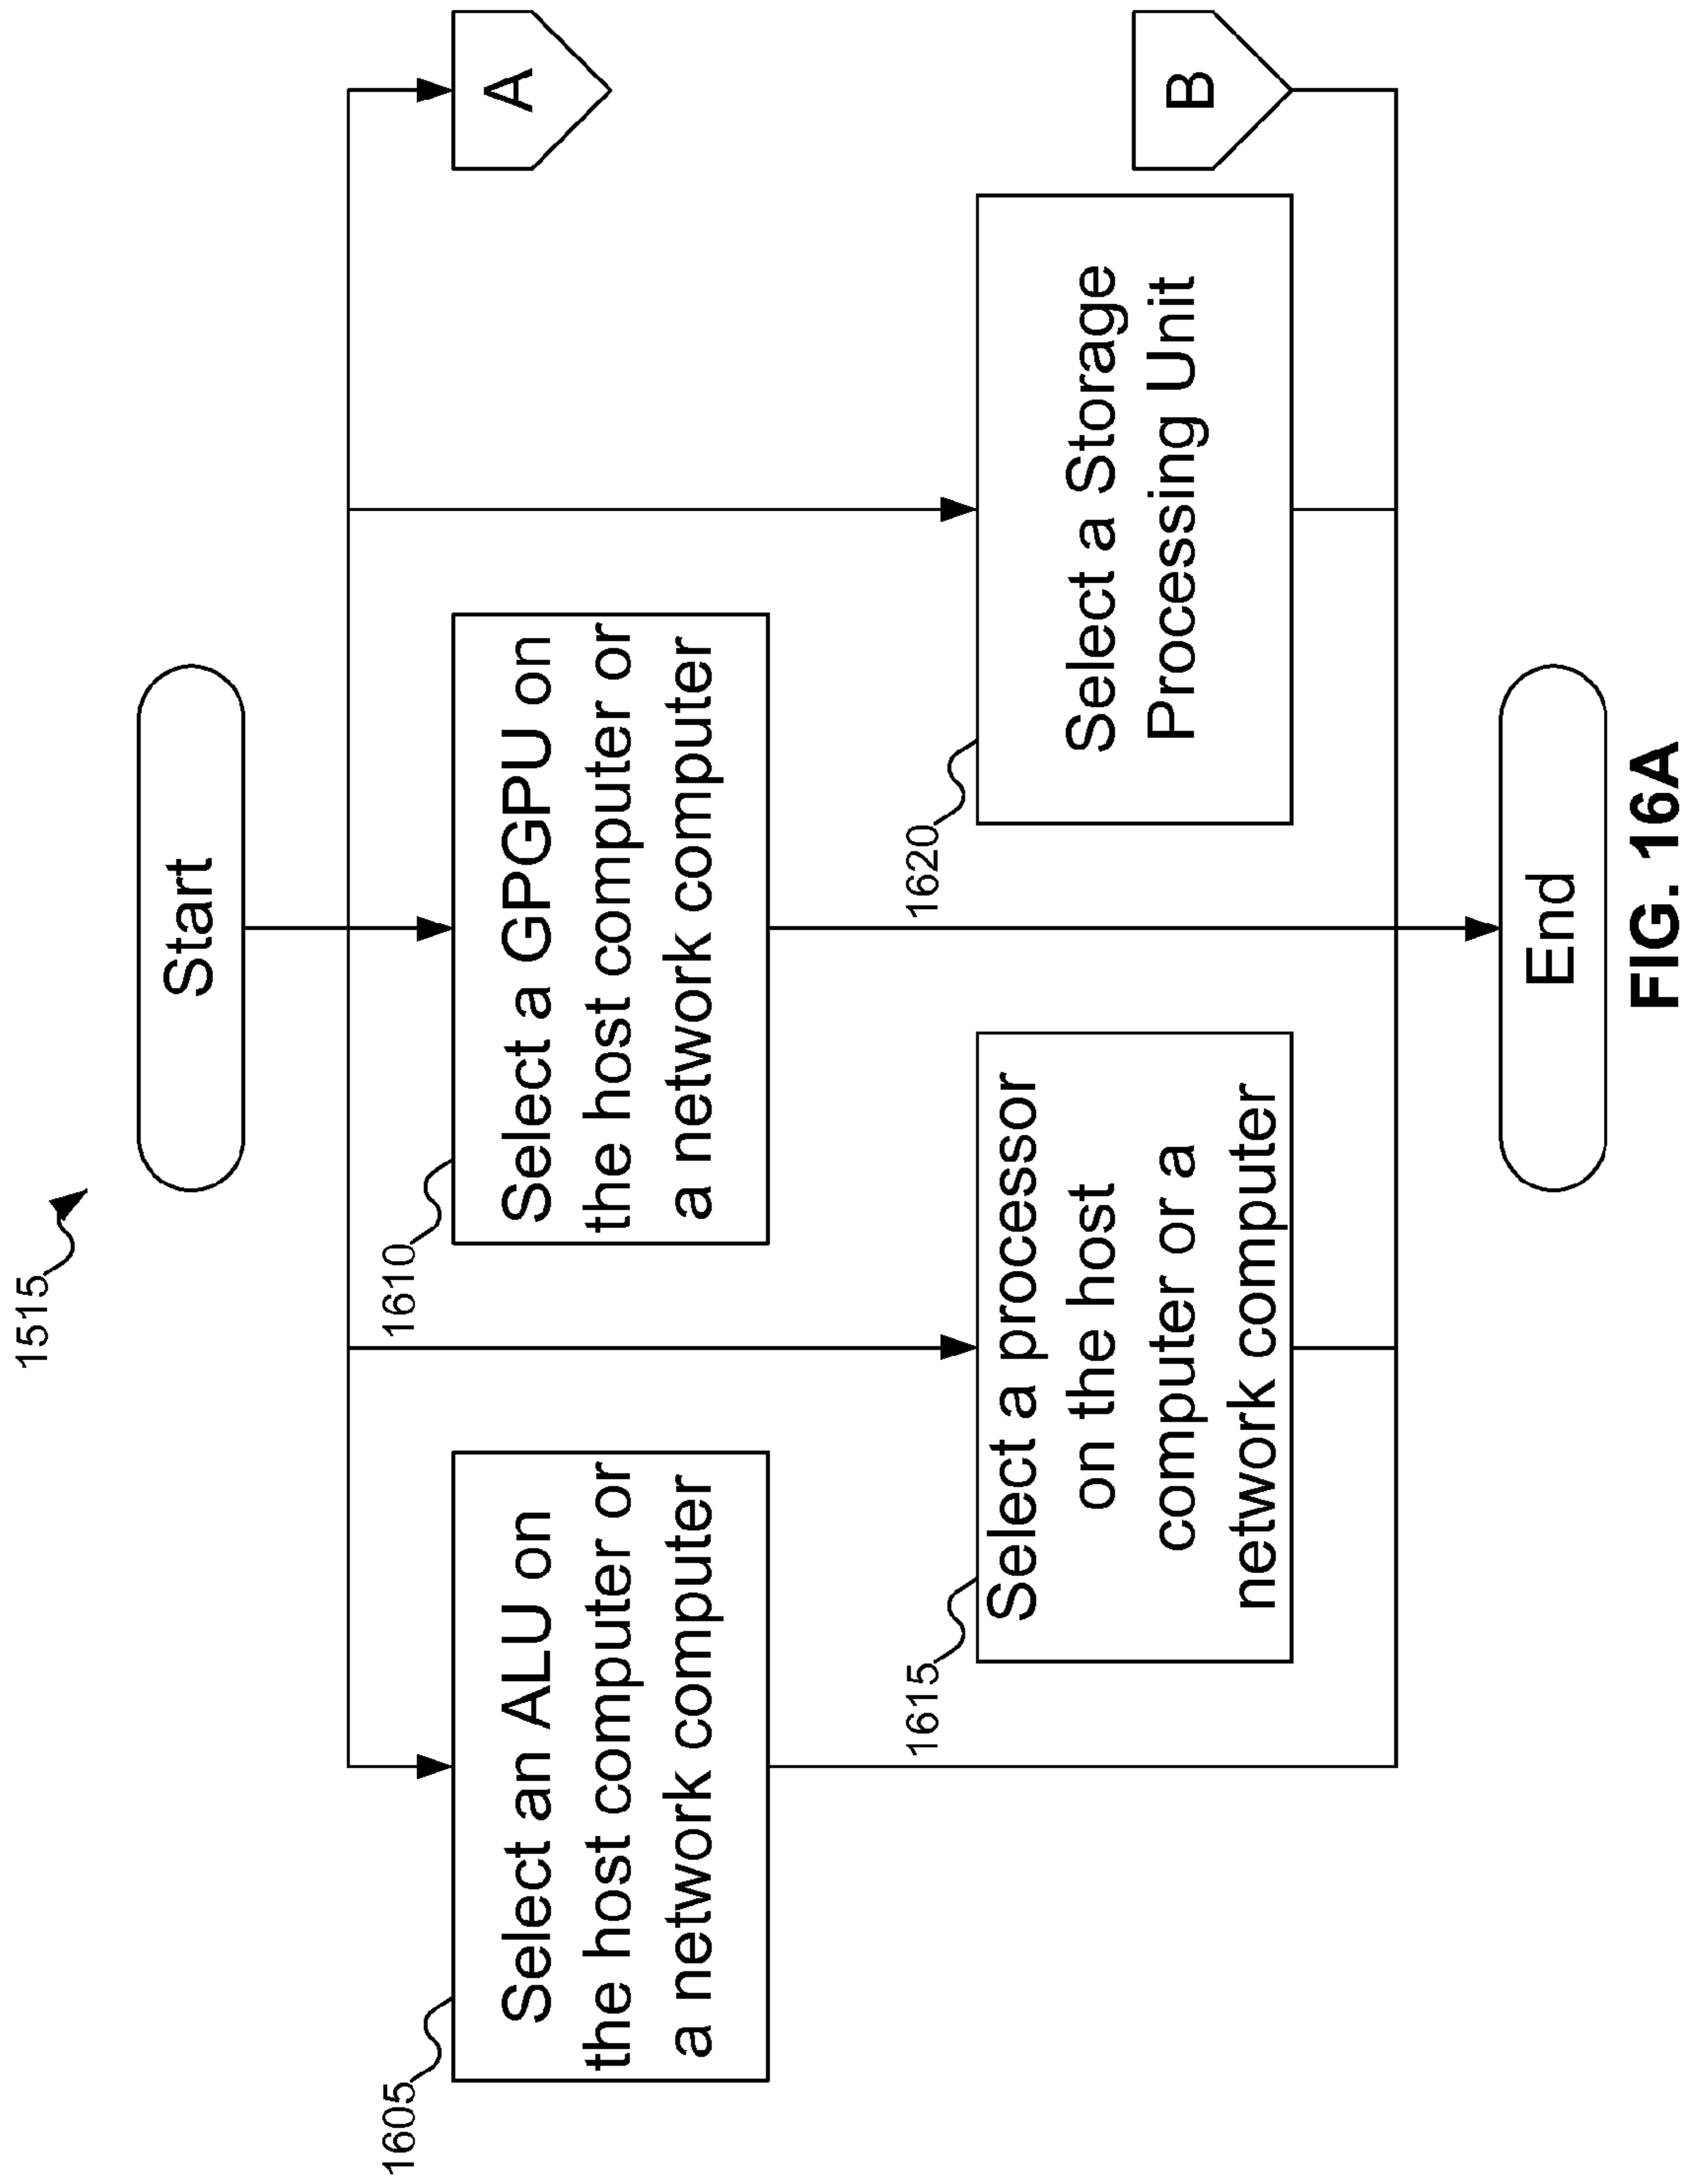 1515
Start
A
1605
Select an ALU on
the host computer or
a network computer
1610
Select a GPGPU on
the host computer or
a network computer
1615
Select a processor
on the host
computer or a
network computer
1620
Select a Storage
Processing Unit
B
End
FIG. 16A